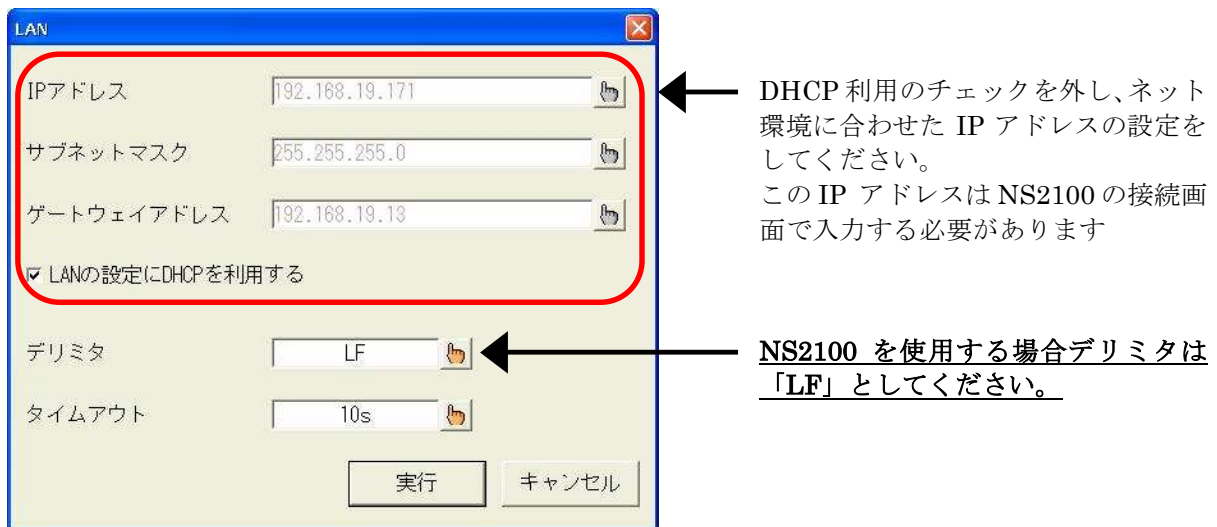 LAN
IPアドレス 192.168.19.171
サブネットマスク 255.255.255.0
ゲートウェイアドレス 192.168.19.13
LANの設定にDHCPを利用する
デリミタ LF
タイムアウト 10s
実行 キャンセル
DHCP 利用のチェックを外し、ネット
環境に合わせた IP アドレスの設定を
してください。
この IP アドレスは NS2100 の接続画
面で入力する必要があります
NS2100 を使用する場合デリミタは
「LF」としてください。